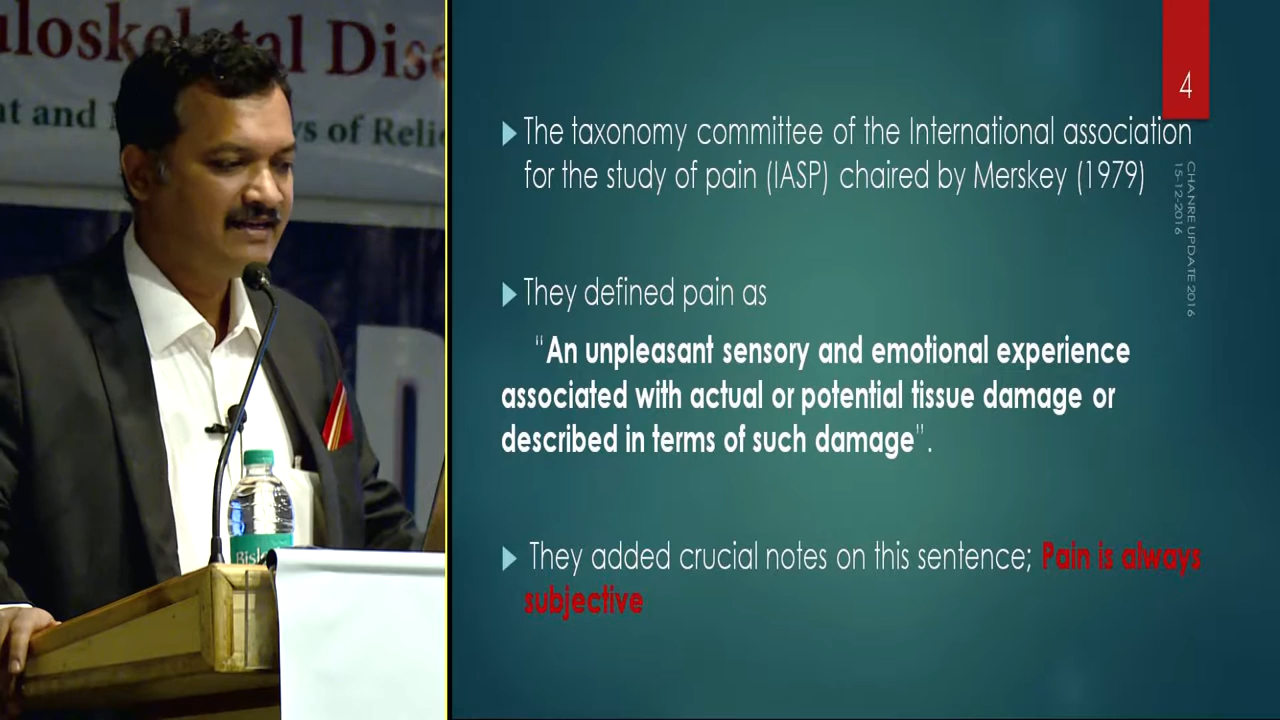 uloskeletal Dise
nt and
ys of Relie
4
The taxonomy committee of the International association
for the study of pain (IASP) chaired by Merskey (1979)
They defined pain as
“An unpleasant sensory and emotional experience
associated with actual or potential tissue damage or
described in terms of such damage”.
They added crucial notes on this sentence; Pain is always
subjective
CHANRE UPDATE 2016
15-12-2016